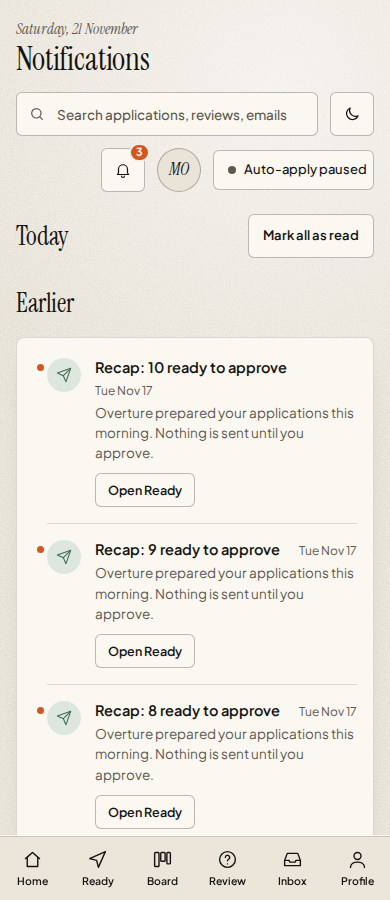 Saturday, 21 November
Notifications
Search applications, reviews, emails
3
MO
Auto-apply paused
Today
Mark all as read
Earlier
Recap: 10 ready to approve
Tue Nov 17
Overture prepared your applications this
morning. Nothing is sent until you
approve.
Open Ready
Recap: 9 ready to approve Tue Nov 17
Overture prepared your applications this
morning. Nothing is sent until you
approve.
Open Ready
Recap: 8 ready to approve Tue Nov 17
Overture prepared your applications this
morning. Nothing is sent until you
approve.
Open Ready
Home Ready Board Review Inbox Profile